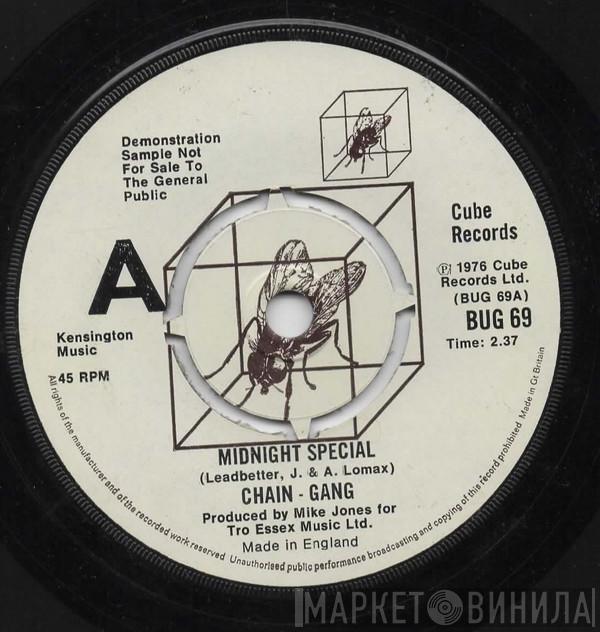 Demonstration
Sample Not
For Sale To
The General
Public
A
Cube
Records
℗ 1976 Cube
Records Ltd.
(BUG 69A)
BUG 69
Time: 2.37
Kensington
Music
45 RPM
MIDNIGHT SPECIAL
(Leadbetter, J. & A. Lomax)
CHAIN - GANG
Produced by Mike Jones for
Tro Essex Music Ltd.
Made in England
All rights of the manufacturer and of the recorded work reserved Unauthorised public performance broadcasting and copying of this record prohibited Made in Gt Britain
МАРКЕТ ВИНИЛА